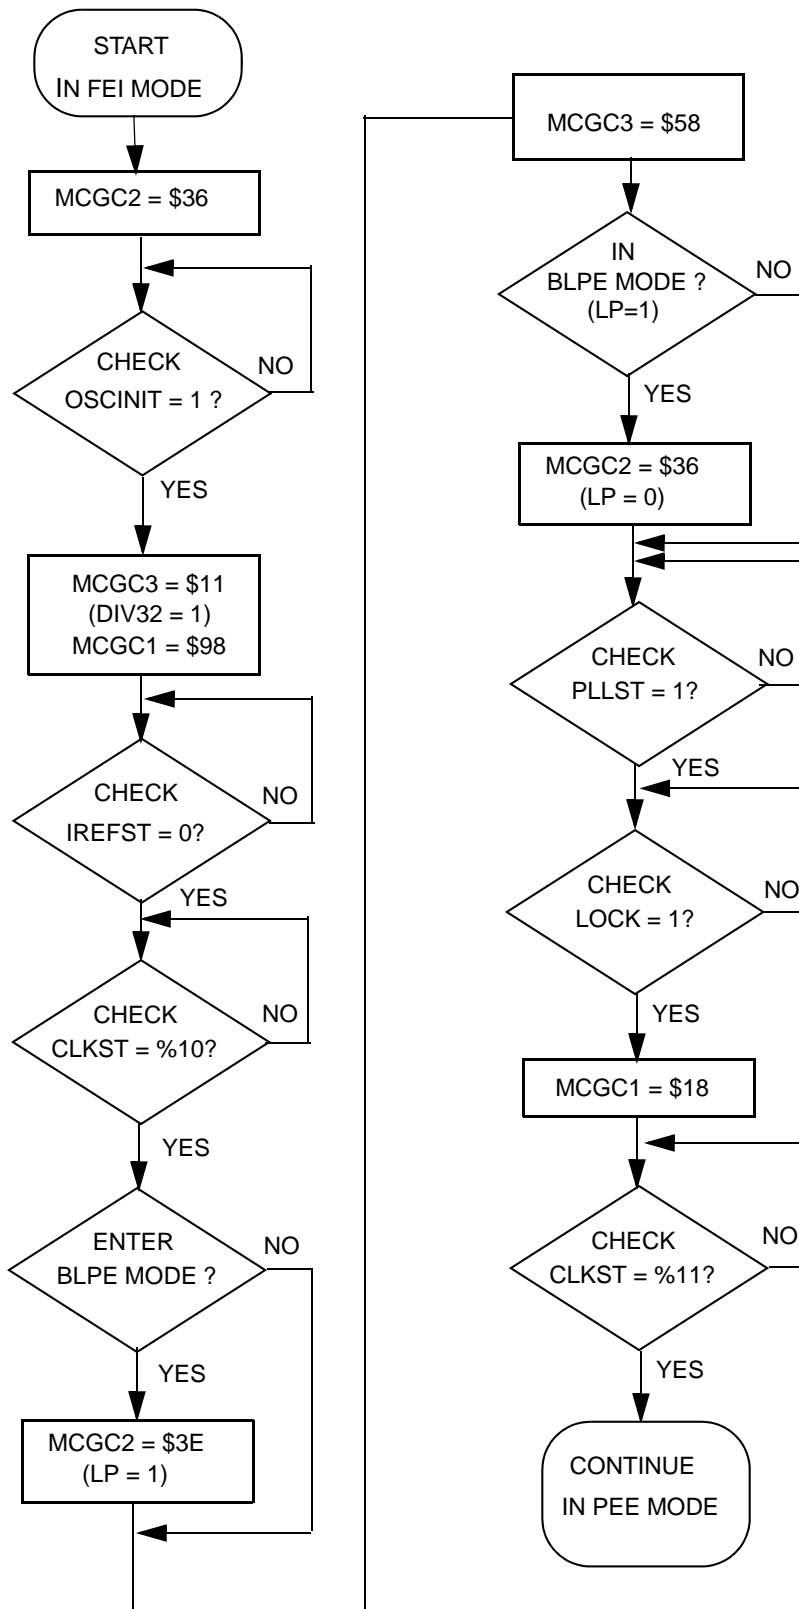 START
IN FEI MODE
MCGC2 = $36
CHECK
OSCINIT = 1 ?
NO
YES
MCGC3 = $11
(DIV32 = 1)
MCGC1 = $98
CHECK
IREFST = 0?
NO
YES
CHECK
CLKST = %10?
NO
YES
ENTER
BLPE MODE ?
NO
YES
MCGC2 = $3E
(LP = 1)
MCGC3 = $58
IN
BLPE MODE ?
(LP=1)
NO
YES
MCGC2 = $36
(LP = 0)
CHECK
PLLST = 1?
NO
YES
CHECK
LOCK = 1?
NO
YES
MCGC1 = $18
CHECK
CLKST = %11?
NO
YES
CONTINUE
IN PEE MODE